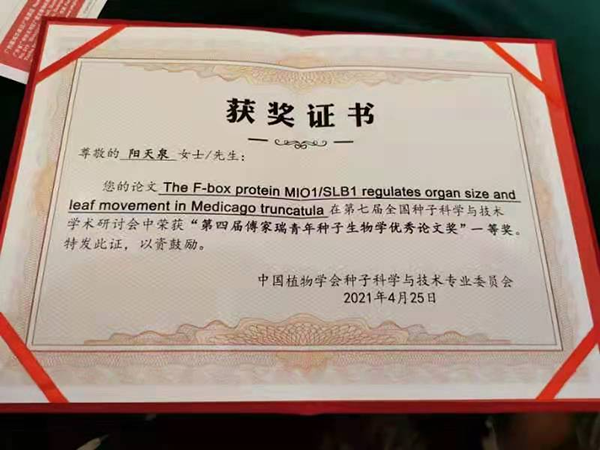 获奖证书
尊敬的 阳天泉 女士/先生：
您的论文 The F-box protein MIO1/SLB1 regulates organ size and
leaf movement in Medicago truncatula 在第七届全国种子科学与技术
学术研讨会中荣获“第四届傅家瑞青年种子生物学优秀论文奖”一等奖。
特发此证，以资鼓励。
中国植物学会种子科学与技术专业委员会
2021年4月25日